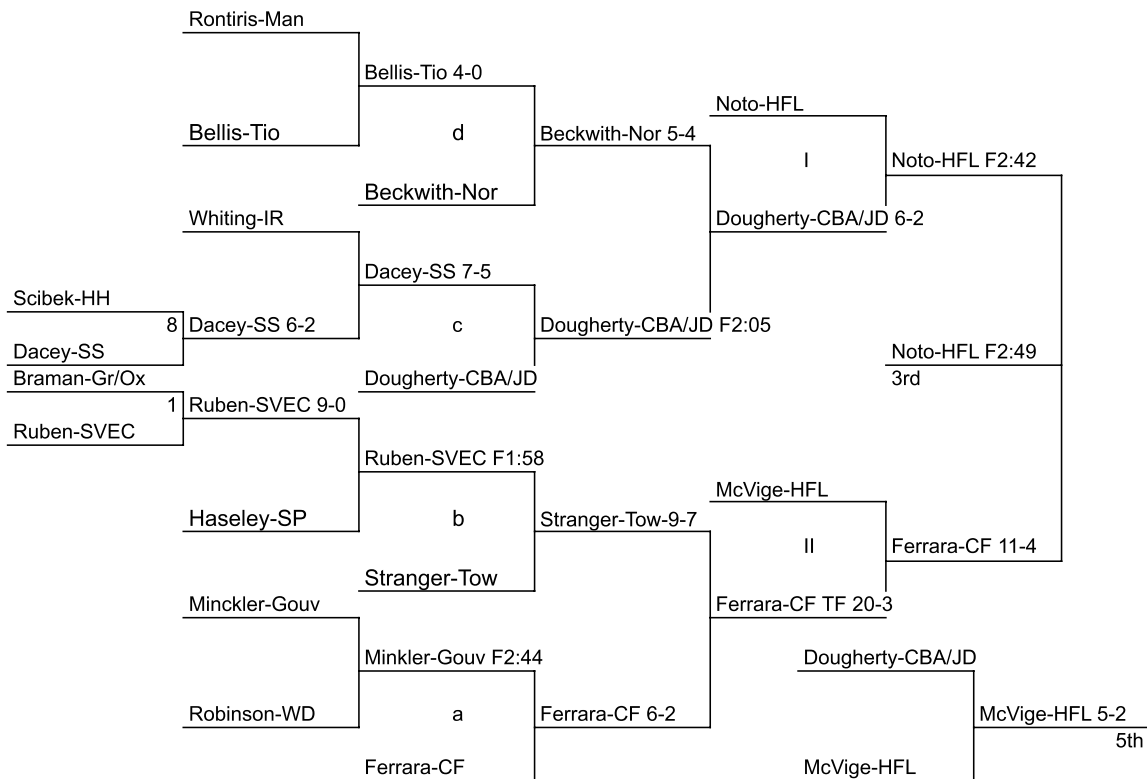 Rontiris-Man
Bellis-Tio 4-0
Noto-HFL
Bellis-Tio
d
Beckwith-Nor 5-4
I
Noto-HFL F2:42
Beckwith-Nor
Whiting-IR
Dougherty-CBA/JD 6-2
Dacey-SS 7-5
Scibek-HH
8
Dacey-SS 6-2
c
Dougherty-CBA/JD F2:05
Dacey-SS
Noto-HFL F2:49
Braman-Gr/Ox
Dougherty-CBA/JD
3rd
1
Ruben-SVEC 9-0
Ruben-SVEC
Ruben-SVEC F1:58
McVige-HFL
Haseley-SP
b
Stranger-Tow-9-7
II
Ferrara-CF 11-4
Stranger-Tow
Minckler-Gouv
Ferrara-CF TF 20-3
Minkler-Gouv F2:44
Dougherty-CBA/JD
Robinson-WD
a
Ferrara-CF 6-2
McVige-HFL 5-2
5th
Ferrara-CF
McVige-HFL